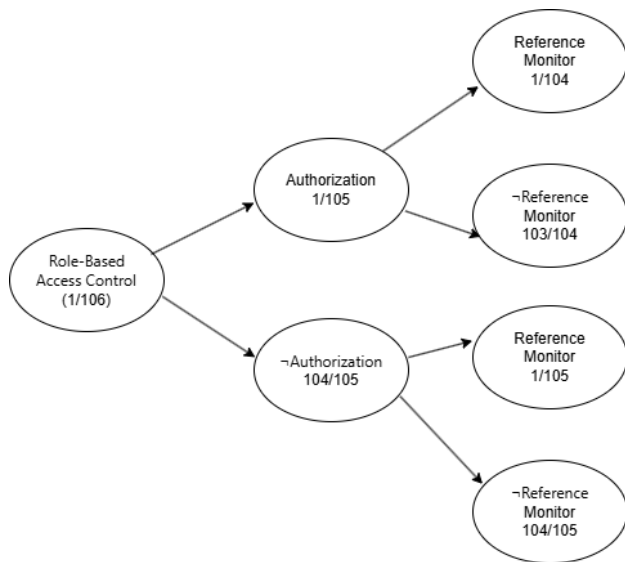 Reference
Monitor
1/104
Authorization
1/105
¬Reference
Monitor
103/104
Role-Based
Access Control
(1/106)
¬Authorization
104/105
Reference
Monitor
1/105
¬Reference
Monitor
104/105